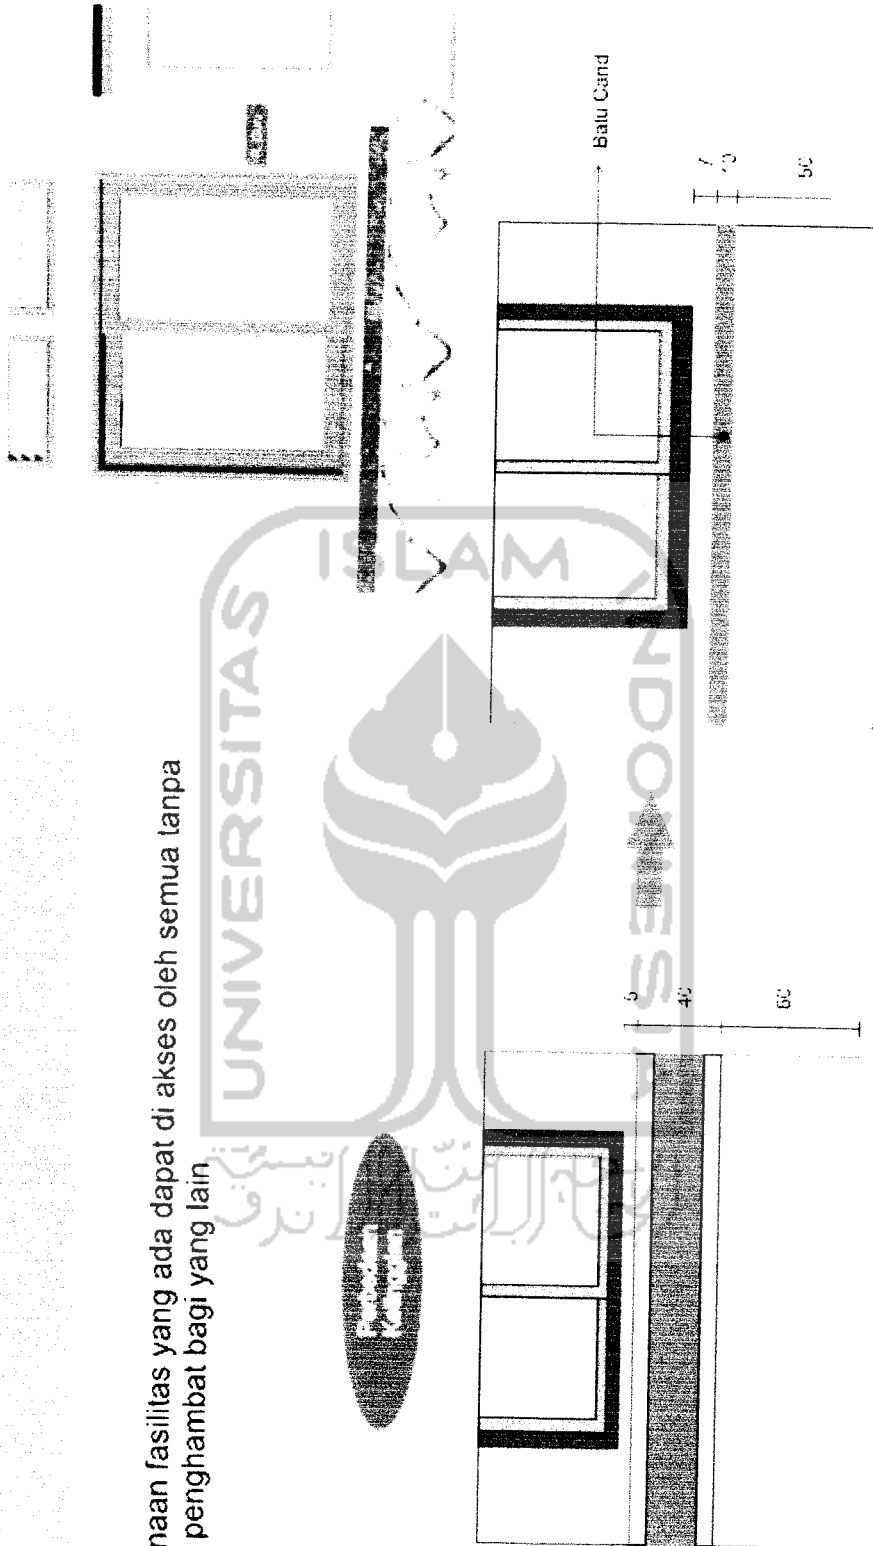 naan fasilitas yang ada dapat di akses oleh semua tanpa
penghambat bagi yang lain
UNIVERSITAS
ISLAM
INDONESIA
Batu Cand
50
5
40
60